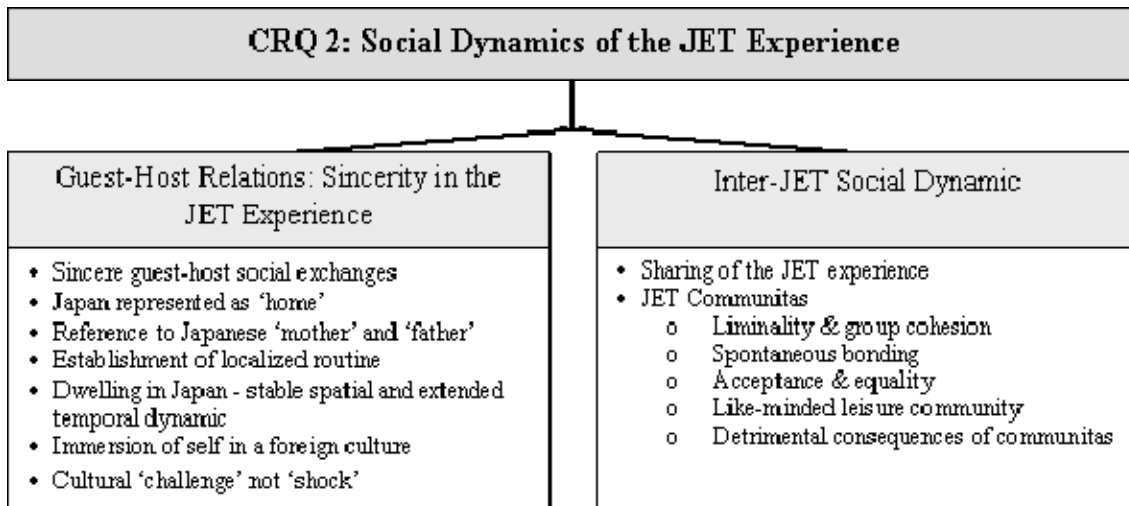 CRQ 2: Social Dynamics of the JET Experience
Guest-Host Relations: Sincerity in the
JET Experience
• Sincere guest-host social exchanges
• Japan represented as ‘home’
• Reference to Japanese ‘mother’ and ‘father’
• Establishment of localized routine
• Dwelling in Japan - stable spatial and extended
temporal dynamic
• Immersion of self in a foreign culture
• Cultural ‘challenge’ not ‘shock’
Inter-JET Social Dynamic
• Sharing of the JET experience
• JET Communitas
o Liminality & group cohesion
o Spontaneous bonding
o Acceptance & equality
o Like-minded leisure community
o Detrimental consequences of communitas